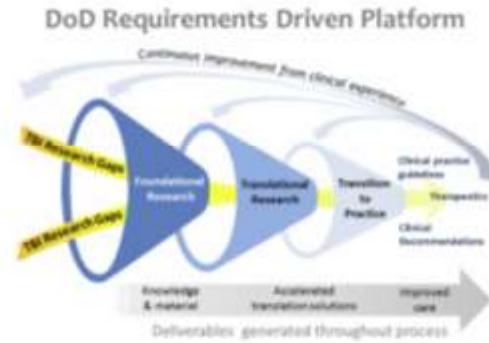 DoD Requirements Driven Platform
Continuous improvement from clinical experience
TBI Research Gaps
TBI Research Gaps
Foundational
Research
Translational
Research
Transition
to
Practice
Clinical practice
guidelines
Therapeutics
Clinical
Recommendations
Knowledge
& material
Accelerated
translation solutions
Improved
care
Deliverables generated throughout process